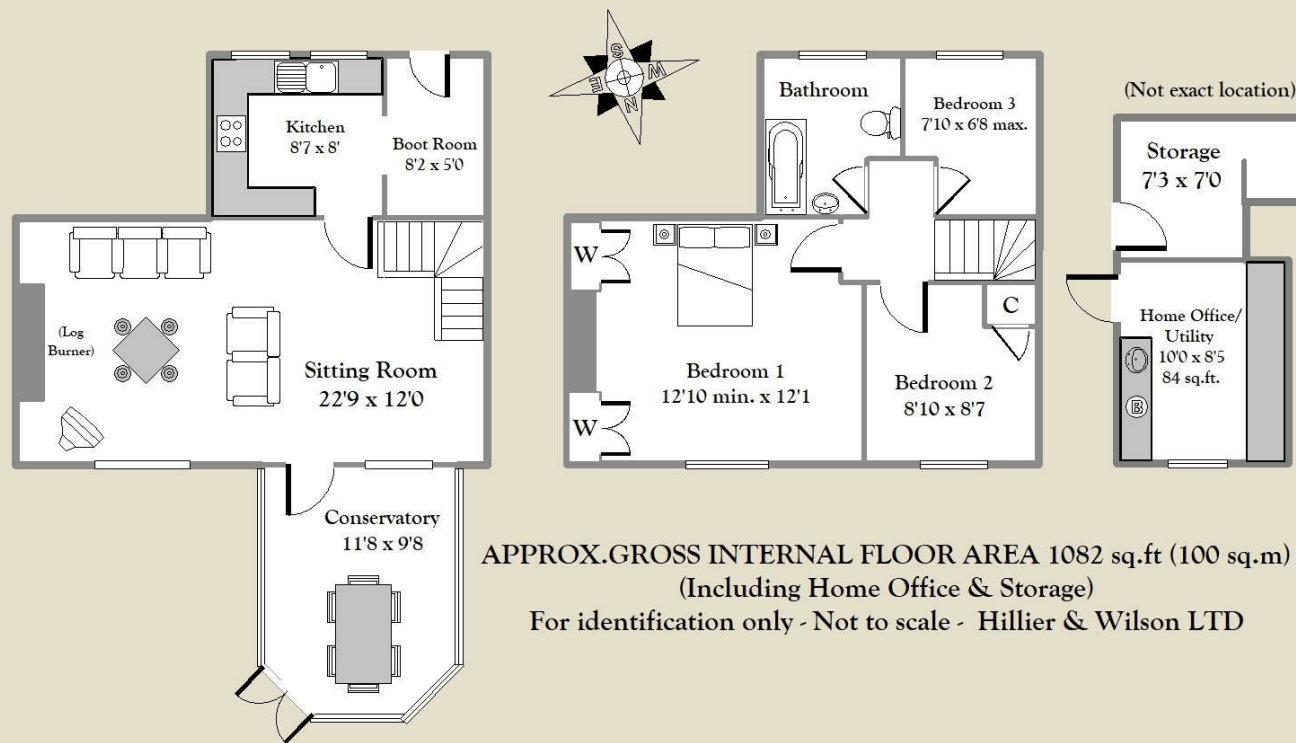 Kitchen
8'7 x 8'
Boot Room
8'2 x 5'0
(Log
Burner)
Sitting Room
22'9 x 12'0
Conservatory
11'8 x 9'8
S
W
E
N
Bathroom
Bedroom 3
7'10 x 6'8 max.
W
Bedroom 1
12'10 min. x 12'1
W
C
Bedroom 2
8'10 x 8'7
(Not exact location)
Storage
7'3 x 7'0
Home Office/
Utility
10'0 x 8'5
84 sq.ft.
B
APPROX.GROSS INTERNAL FLOOR AREA 1082 sq.ft (100 sq.m)
(Including Home Office & Storage)
For identification only - Not to scale - Hillier & Wilson LTD